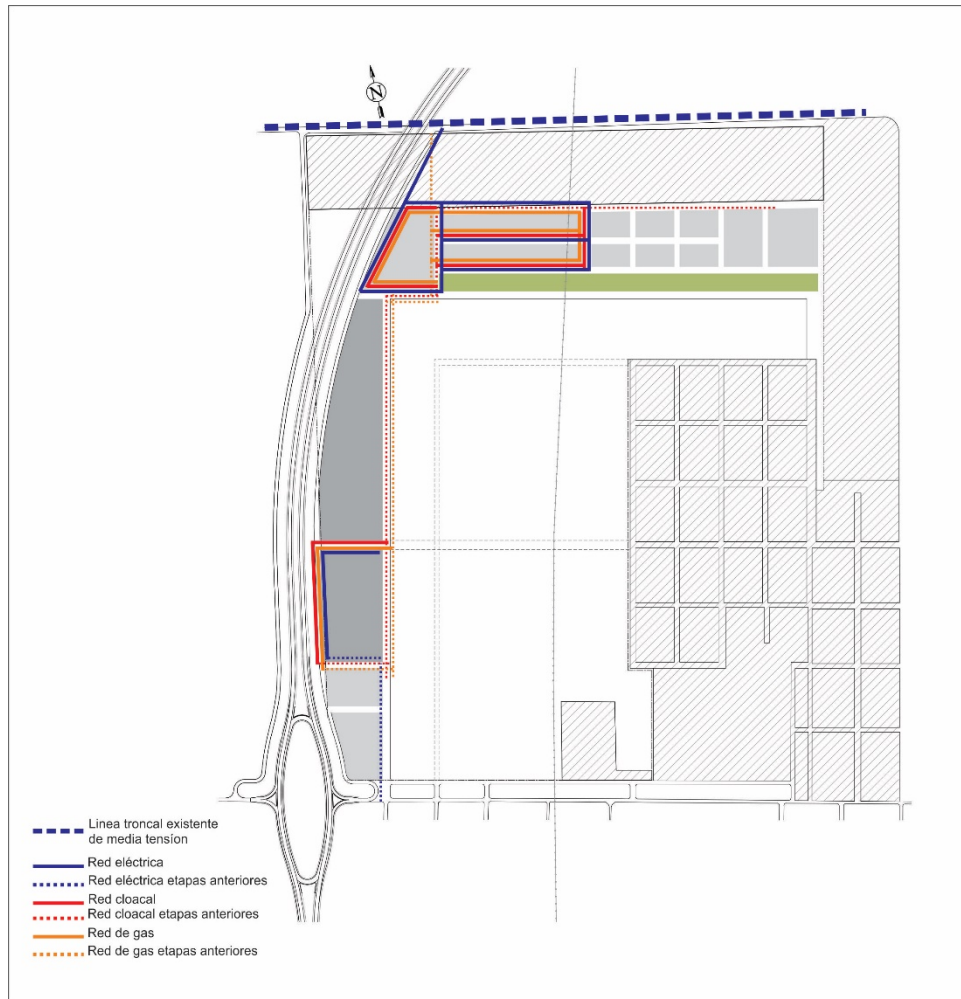 N
Linea troncal existente
de media tensíon
Red eléctrica
Red eléctrica etapas anteriores
Red cloacal
Red cloacal etapas anteriores
Red de gas
Red de gas etapas anteriores